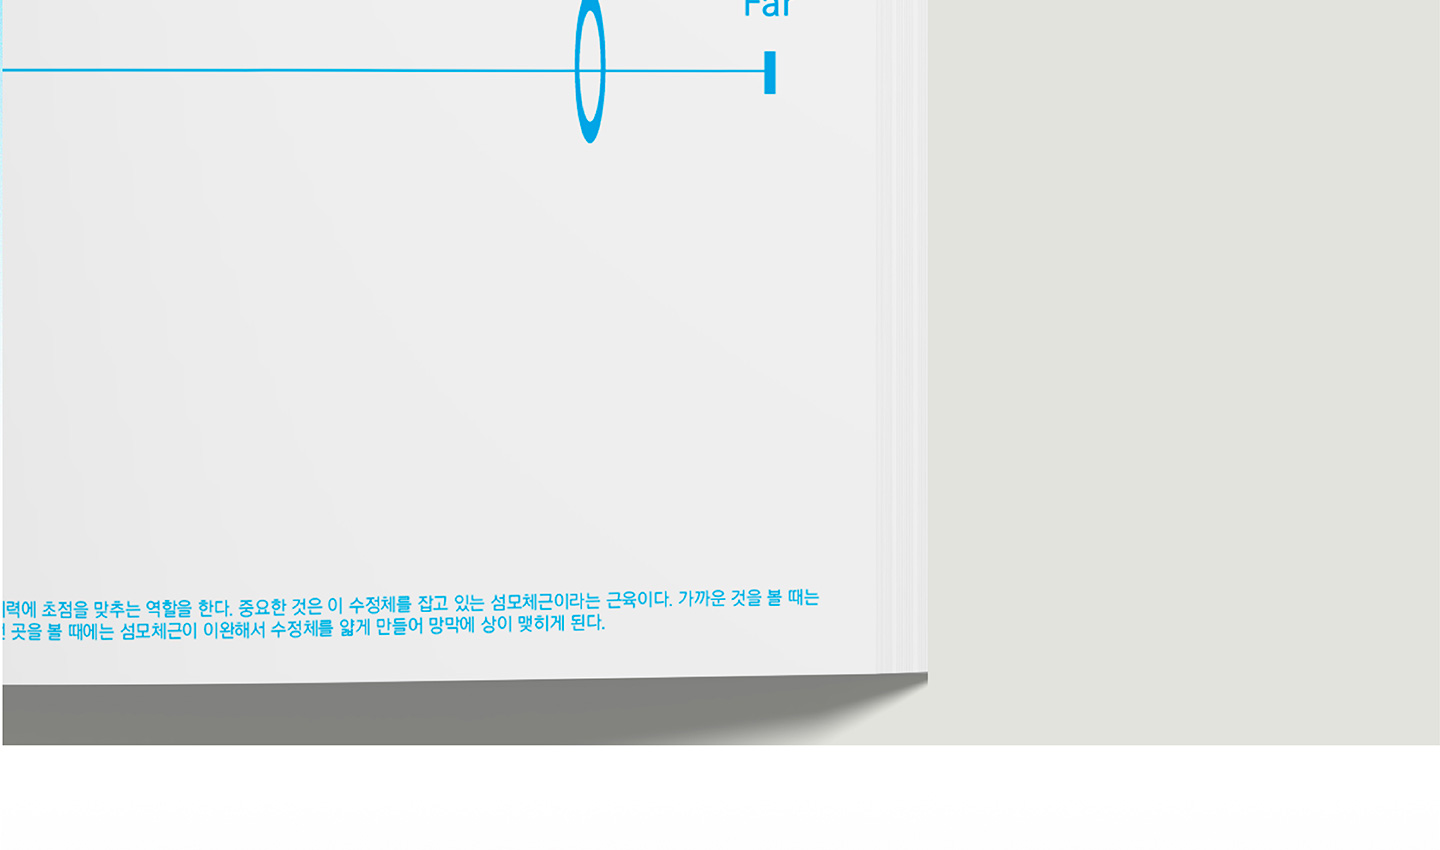 Far
력에 초점을 맞추는 역할을 한다. 중요한 것은 이 수정체를 잡고 있는 섬모체근이라는 근육이다. 가까운 것을 볼 때는
곳을 볼 때에는 섬모체근이 이완해서 수정체를 얇게 만들어 망막에 상이 맺히게 된다.